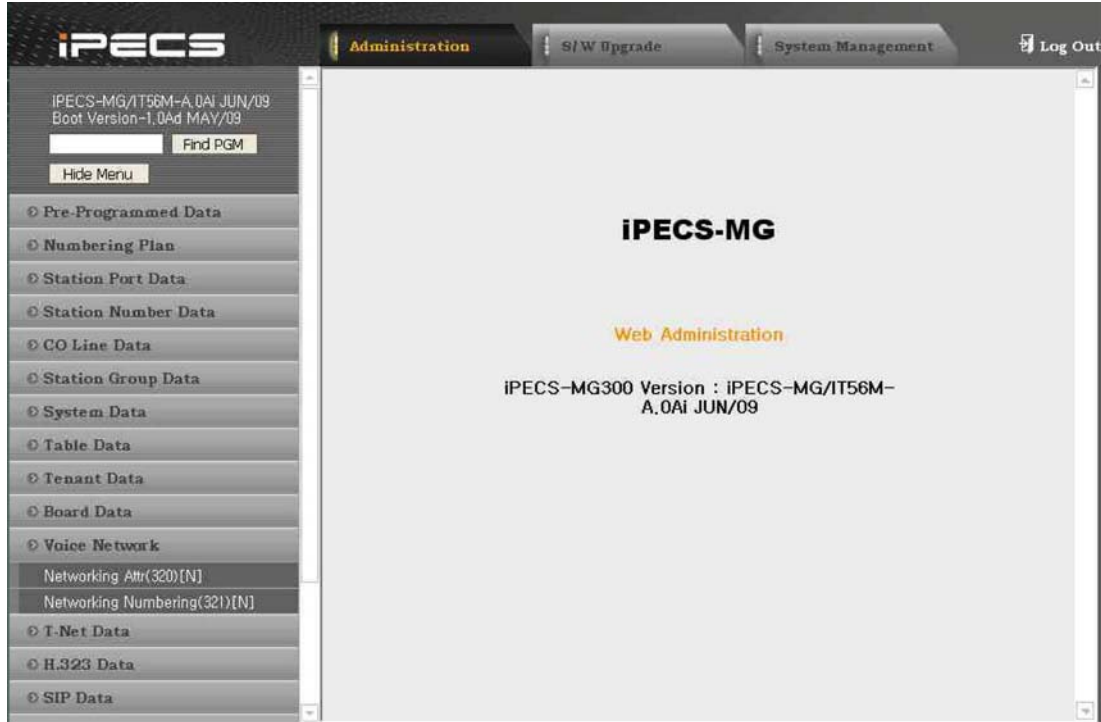 iPECS
Administration
S/W Upgrade
System Management
Log Out
iPECS-MG/IT56M-A.0Ai JUN/09
Boot Version-1.0Ad MAY/09
Find PGM
Hide Menu
Pre-Programmed Data
Numbering Plan
Station Port Data
Station Number Data
CO Line Data
Station Group Data
System Data
Table Data
Tenant Data
Board Data
Voice Network
Networking Attr(320)[N]
Networking Numbering(321)[N]
T-Net Data
H.323 Data
SIP Data
iPECS-MG
Web Administration
iPECS-MG300 Version : iPECS-MG/IT56M-
A.0Ai JUN/09